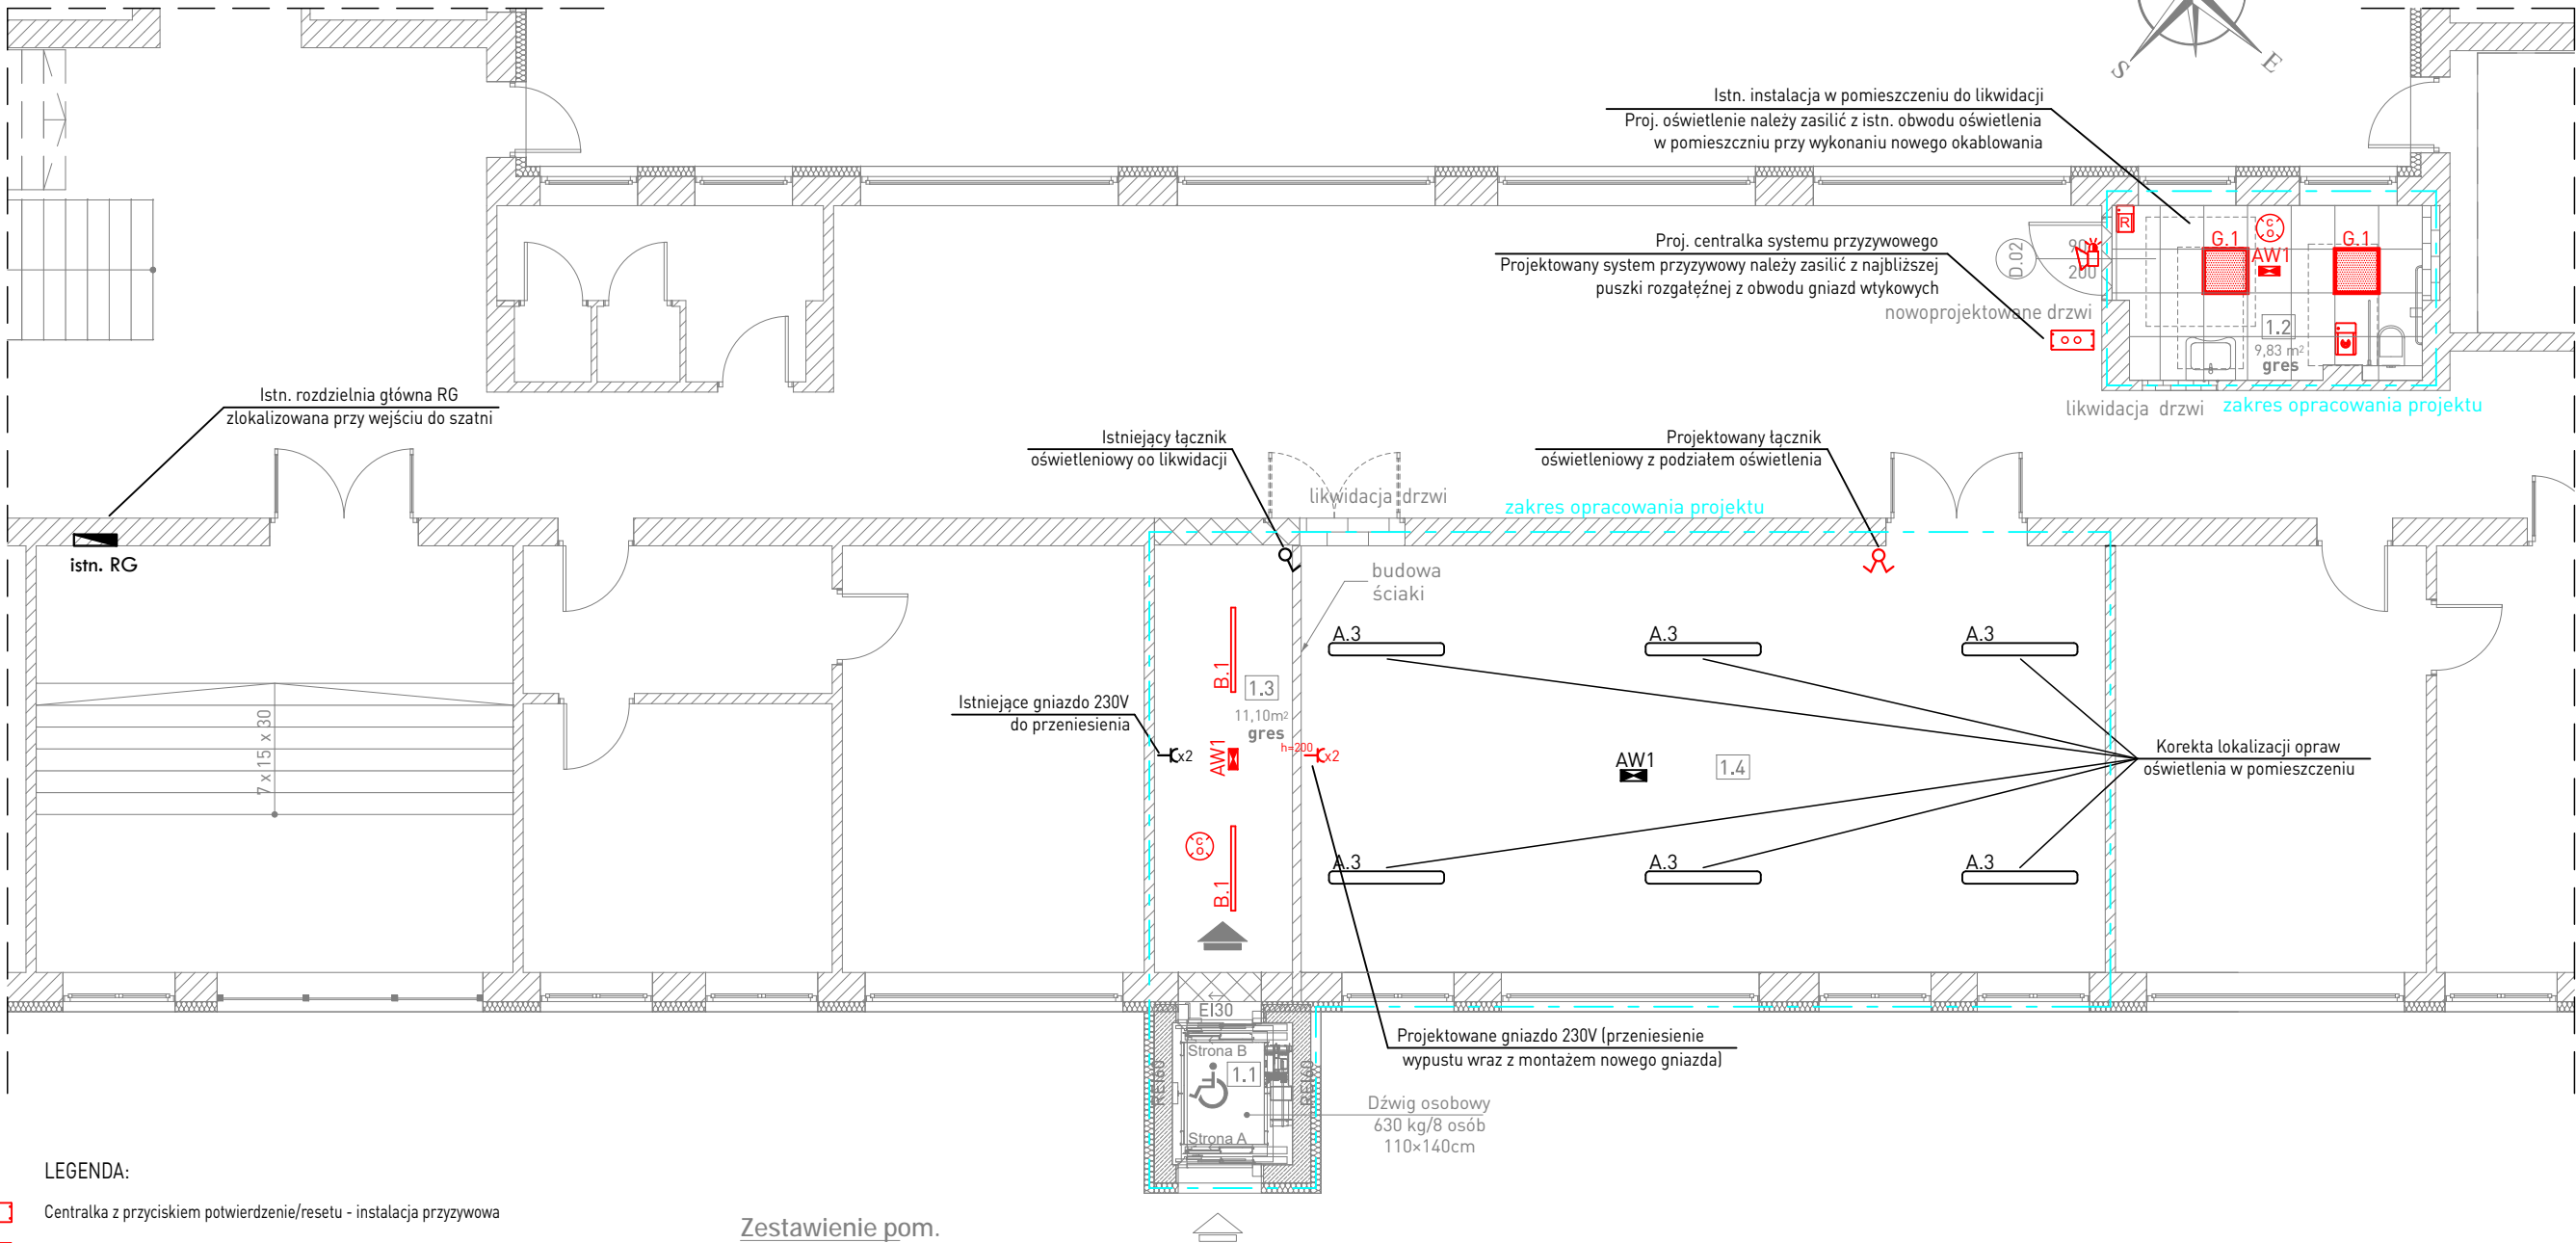 S
E
Istn. instalacja w pomieszczeniu do likwidacji
Proj. oświetlenie należy zasilić z istn. obwodu oświetlenia
w pomieszczniu przy wykonaniu nowego okablowania
Proj. centralka systemu przyzywowego
Projektowany system przyzywowy należy zasilić z najbliższej
puszki rozgałęźnej z obwodu gniazd wtykowych
nowoprojektowane drzwi
D.02
90
200
R
G.1
C
O
AW1
G.1
1.2
9,83 m²
gres
likwidacja drzwi
zakres opracowania projektu
Istn. rozdzielnia główna RG
zlokalizowana przy wejściu do szatni
istn. RG
Istniejący łącznik
oświetleniowy oo likwidacji
likwidacja drzwi
Projektowany łącznik
oświetleniowy z podziałem oświetlenia
zakres opracowania projektu
budowa
ściaki
A.3
A.3
A.3
B.1
1.3
11,10m²
gres
Istniejące gniazdo 230V
do przeniesienia
x2
AW1
h=200
x2
AW1
1.4
Korekta lokalizacji opraw
oświetlenia w pomieszczeniu
7 x 15 x 30
C
O
B.1
A.3
A.3
A.3
EI30
Strona B
1.1
REI60
REI60
Strona A
Projektowane gniazdo 230V (przeniesienie
wypustu wraz z montażem nowego gniazda)
Dźwig osobowy
630 kg/8 osób
110×140cm
LEGENDA:
Centralka z przyciskiem potwierdzenie/resetu - instalacja przyzywowa
Zestawienie pom.